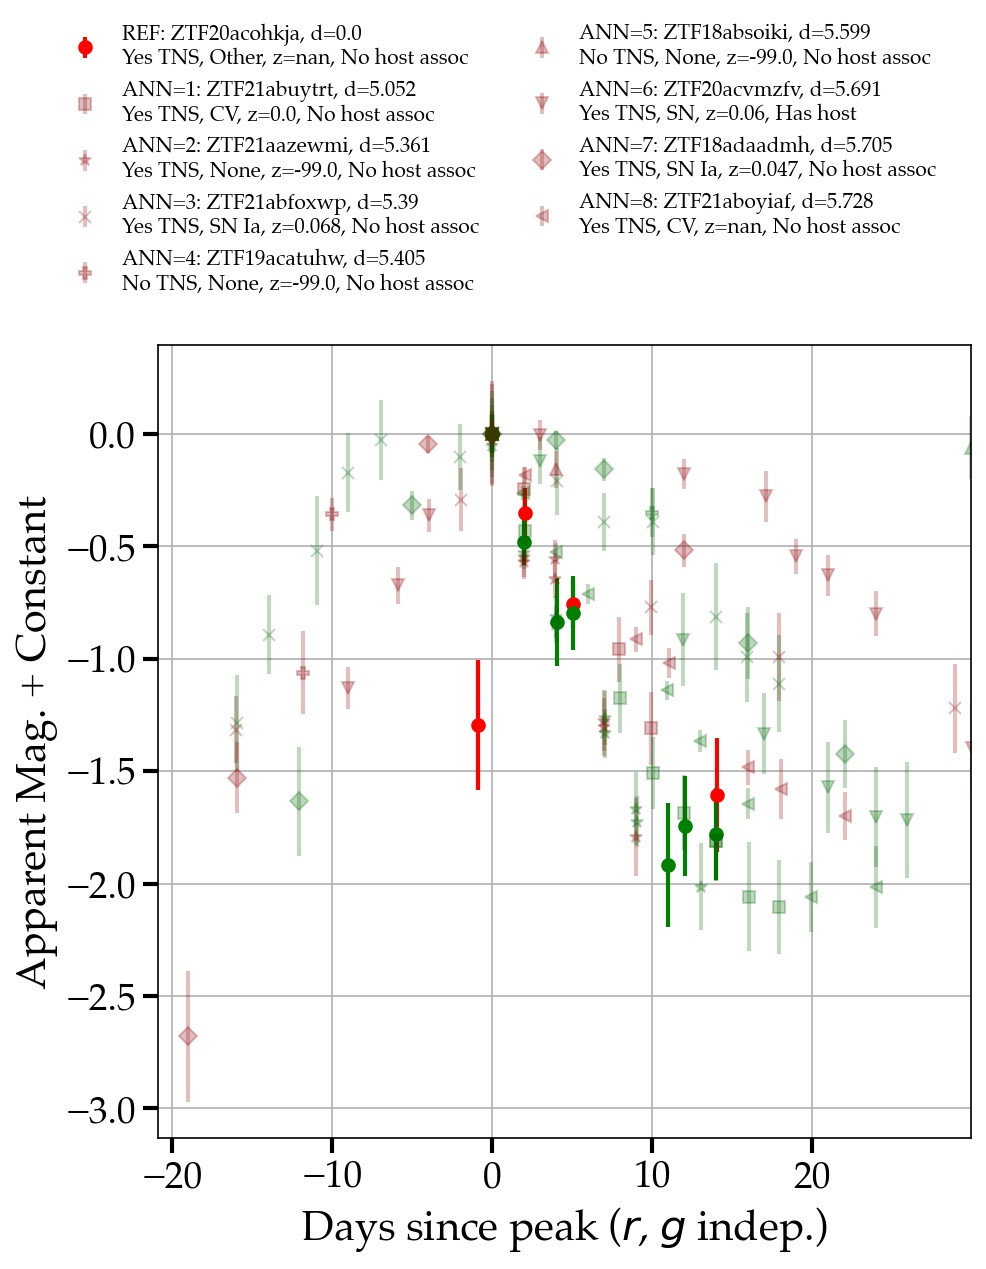 REF: ZTF20acohkja, d=0.0
Yes TNS, Other, z=nan, No host assoc
ANN=1: ZTF21abuytrt, d=5.052
Yes TNS, CV, z=0.0, No host assoc
ANN=2: ZTF21aazewmi, d=5.361
Yes TNS, None, z=-99.0, No host assoc
ANN=3: ZTF21abfoxwp, d=5.39
Yes TNS, SN Ia, z=0.068, No host assoc
ANN=4: ZTF19acatuhw, d=5.405
No TNS, None, z=-99.0, No host assoc
ANN=5: ZTF18absoiki, d=5.599
No TNS, None, z=-99.0, No host assoc
ANN=6: ZTF20acvmzfv, d=5.691
Yes TNS, SN, z=0.06, Has host
ANN=7: ZTF18adaadmh, d=5.705
Yes TNS, SN Ia, z=0.047, No host assoc
ANN=8: ZTF21aboyiaf, d=5.728
Yes TNS, CV, z=nan, No host assoc
Apparent Mag. + Constant
0.0
−0.5
−1.0
−1.5
−2.0
−2.5
−3.0
−20
−10
0
10
20
Days since peak (r, g indep.)